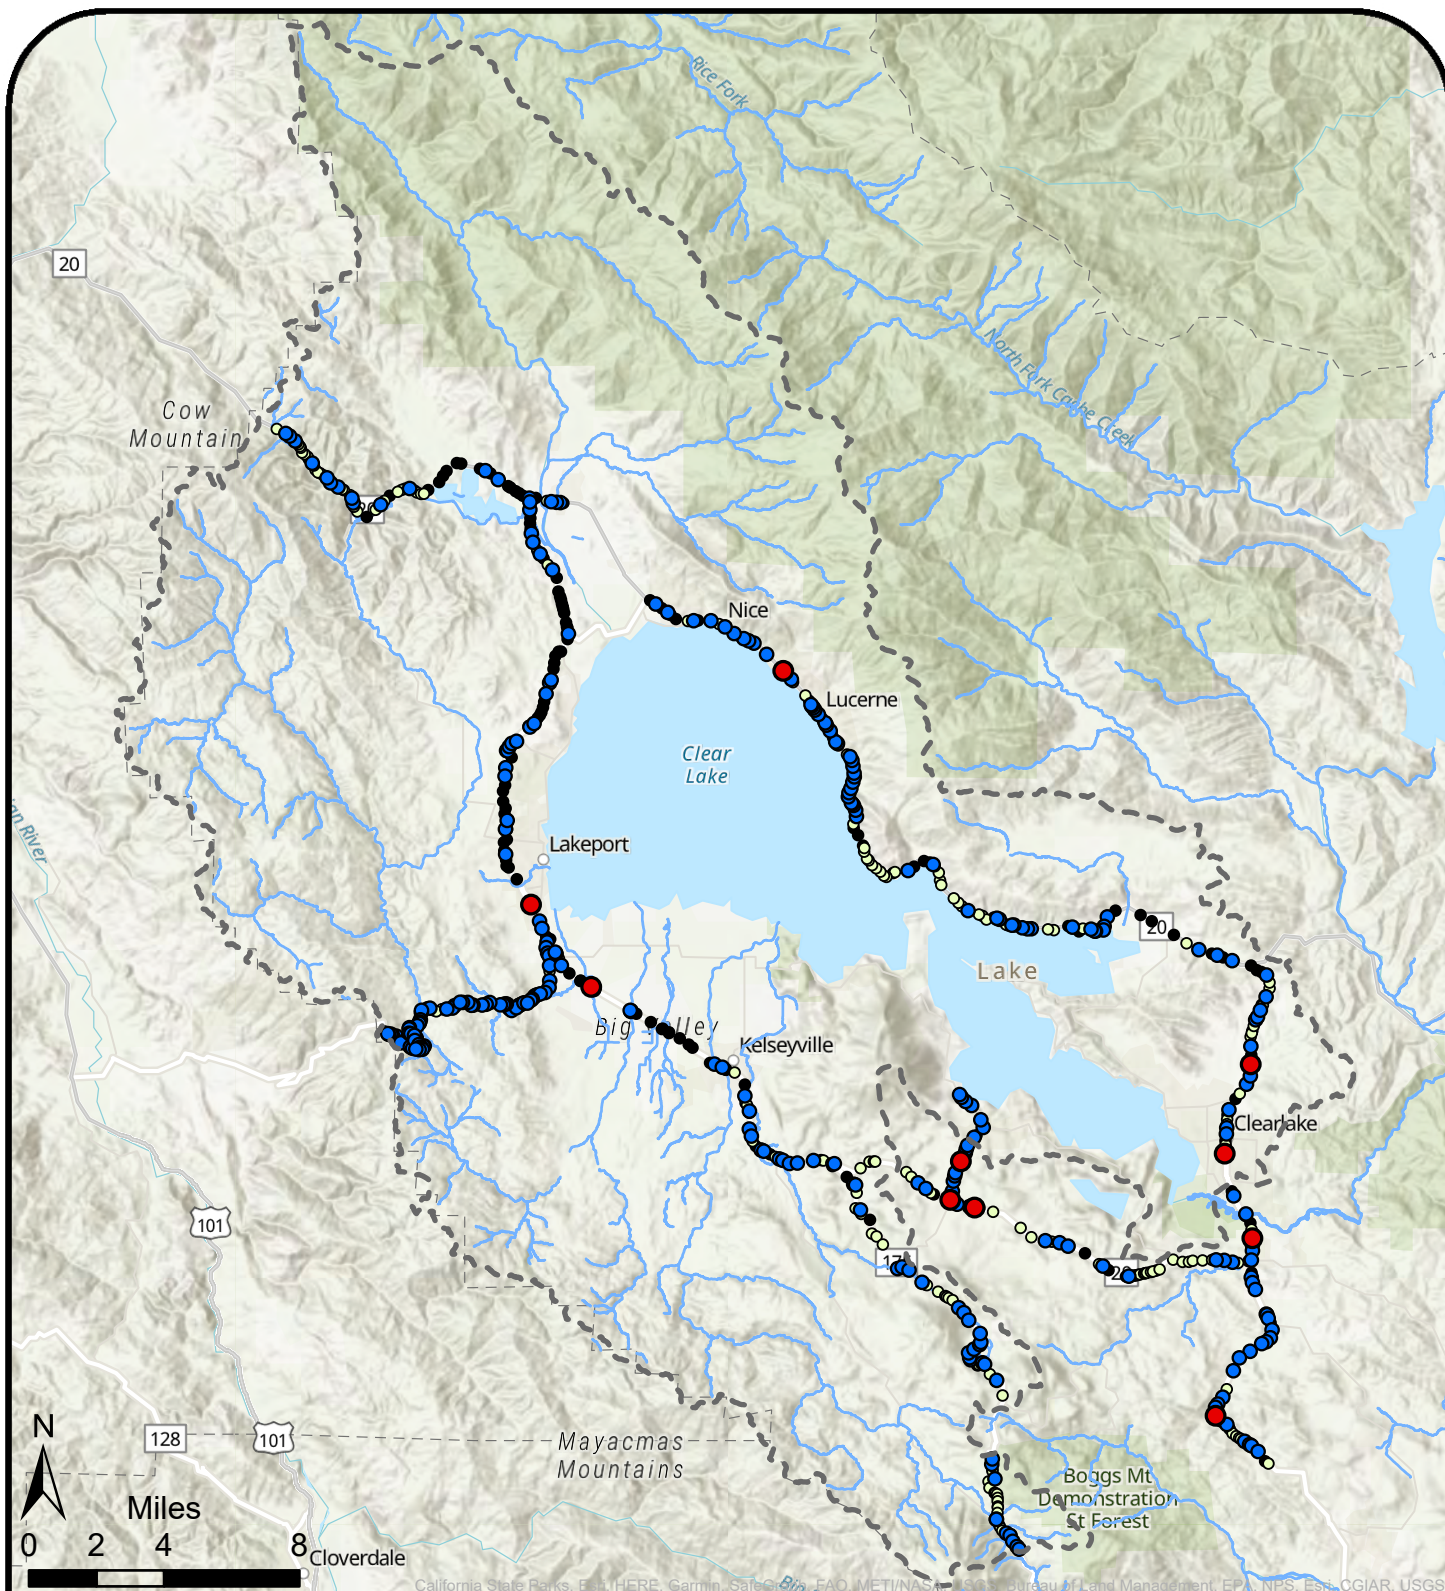 Rice Fork
20
North Fork Cache Creek
Cow
Mountain
Nice
Lucerne
Clear
Lake
Lakeport
20
Lake
Big Valley
Kelseyville
Clearlake
101
128
101
Mayacmas
Mountains
Boggs Mt
Demonstration
St Forest
N
Miles
0 2 4 8
Cloverdale